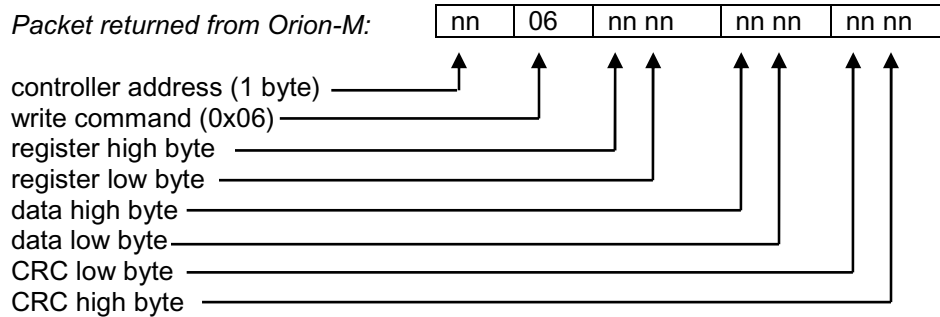 Packet returned from Orion-M: nn 06 nn nn nn nn nn nn
controller address (1 byte)
write command (0x06)
register high byte
register low byte
data high byte
data low byte
CRC low byte
CRC high byte